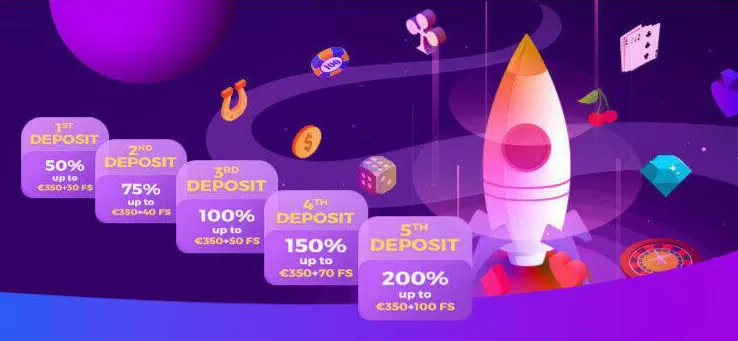 1ST
DEPOSIT
50%
up to
€350+30 FS
2ND
DEPOSIT
75%
up to
€350+40 FS
3RD
DEPOSIT
100%
up to
€350+50 FS
4TH
DEPOSIT
150%
up to
€350+70 FS
5TH
DEPOSIT
200%
up to
€350+100 FS
100
$